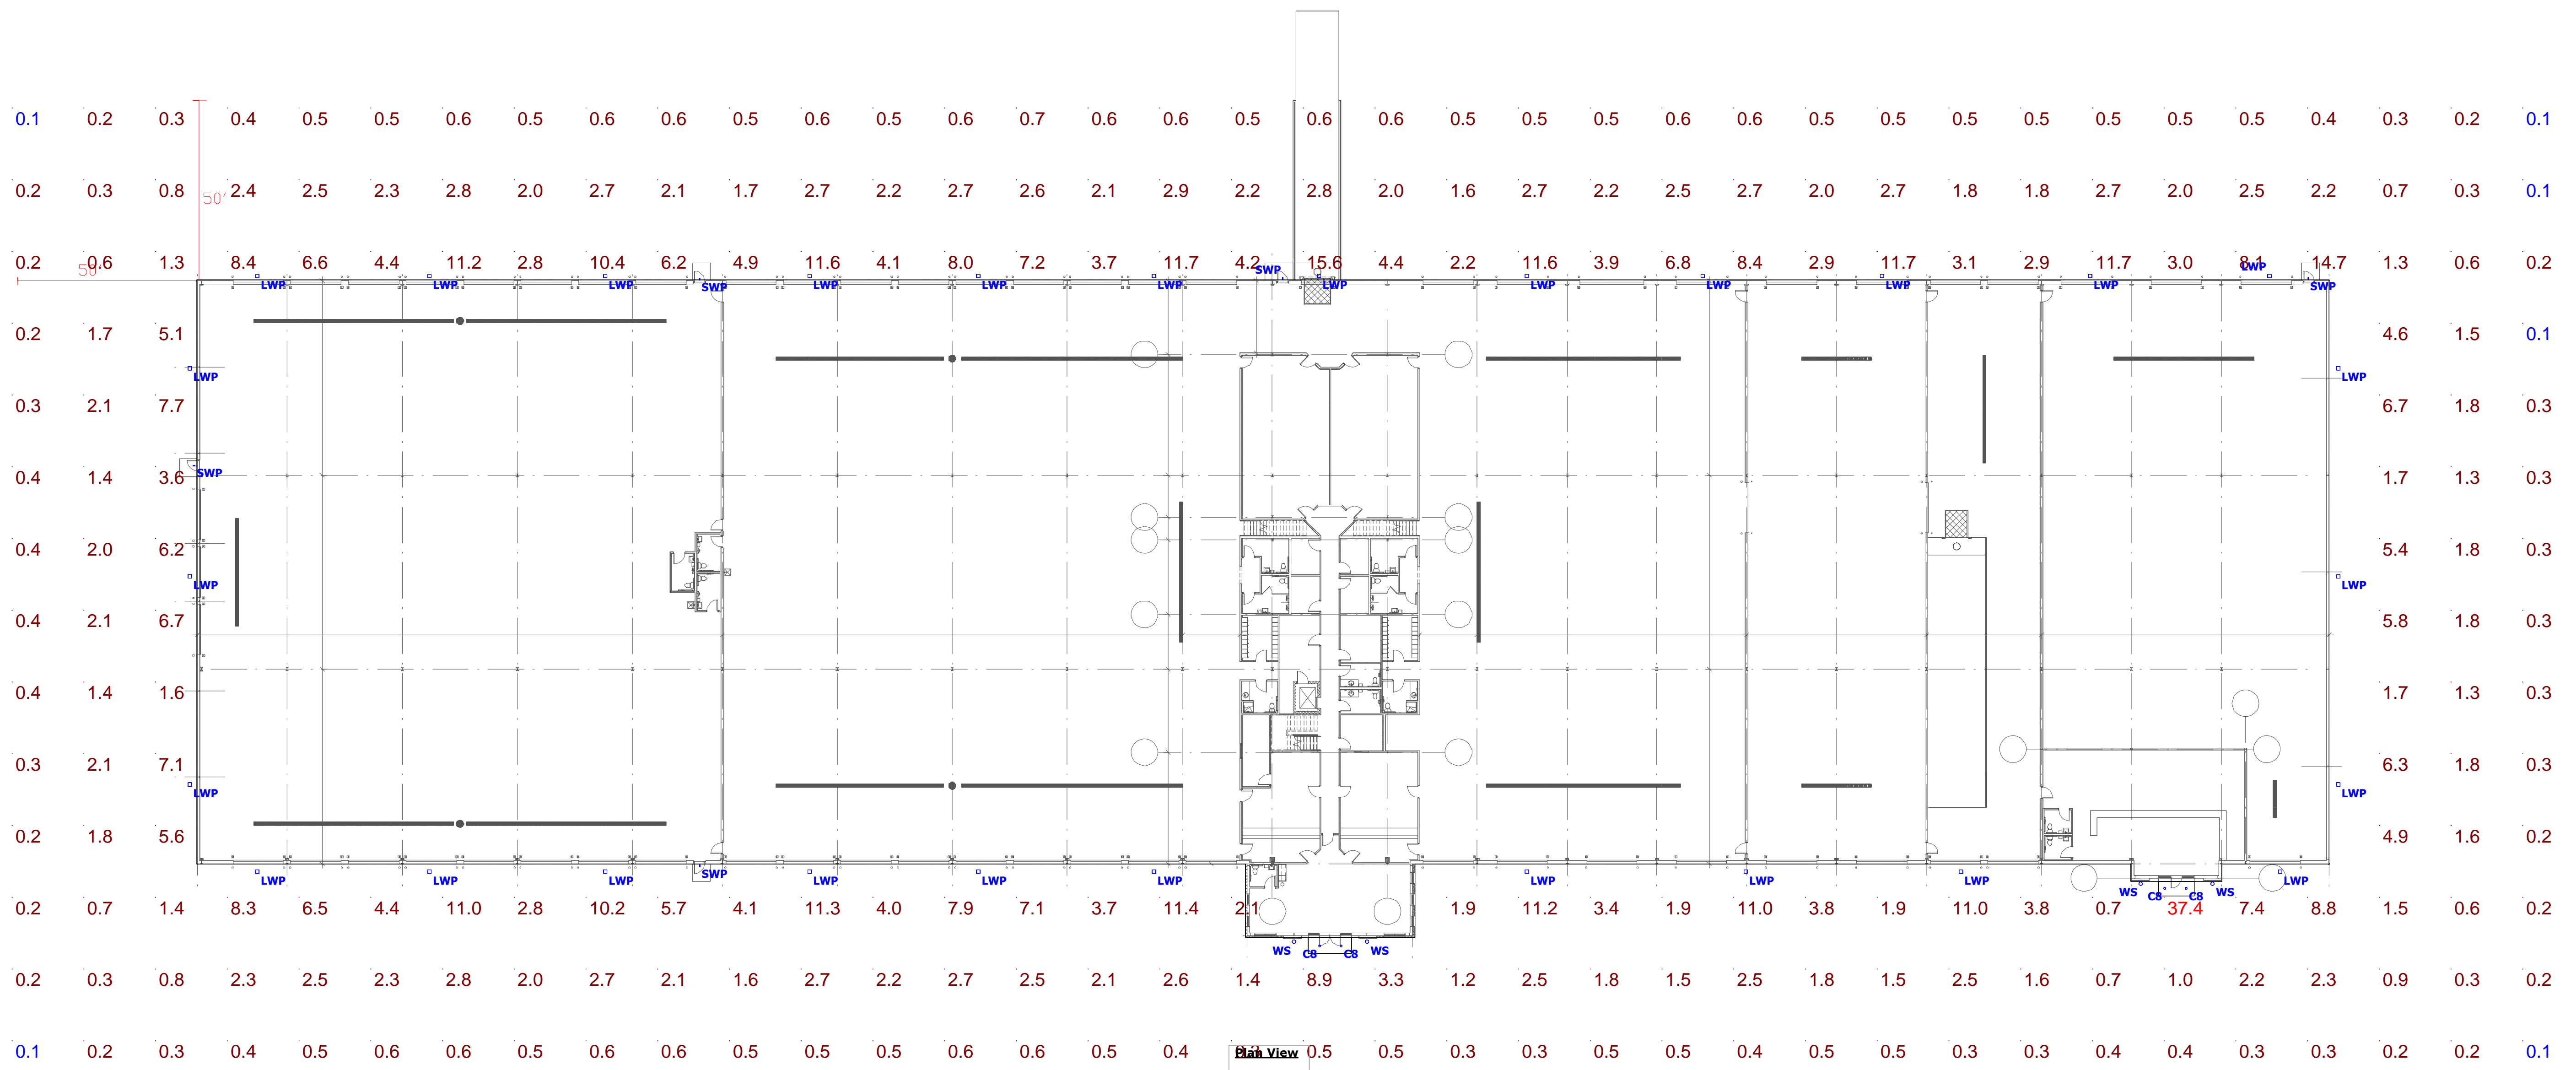 0.1 0.2 0.3 0.4 0.5 0.5 0.6 0.5 0.6 0.6 0.5 0.6 0.5 0.6 0.7 0.6 0.6 0.5 0.6 0.6 0.5 0.5 0.5 0.6 0.6 0.5 0.5 0.5 0.5 0.5 0.5 0.5 0.4 0.3 0.2 0.1
0.2 0.3 0.8 2.4 2.5 2.3 2.8 2.0 2.7 2.1 1.7 2.7 2.2 2.7 2.6 2.1 2.9 2.2 2.8 2.0 1.6 2.7 2.2 2.5 2.7 2.0 2.7 1.8 1.8 2.7 2.0 2.5 2.2 0.7 0.3 0.1
50'
0.2 0.6 1.3 8.4 6.6 4.4 11.2 2.8 10.4 6.2 4.9 11.6 4.1 8.0 7.2 3.7 11.7 4.2 15.6 4.4 2.2 11.6 3.9 6.8 8.4 2.9 11.7 3.1 2.9 11.7 3.0 8.1 14.7 1.3 0.6 0.2
50'
SWP LWP
LWP LWP LWP SWP LWP LWP LWP LWP LWP LWP LWP LWP SWP
0.2 1.7 5.1 4.6 1.5 0.1
LWP LWP
0.3 2.1 7.7 6.7 1.8 0.3
SWP
0.4 1.4 3.6 1.7 1.3 0.3
0.4 2.0 6.2 5.4 1.8 0.3
LWP LWP
0.4 2.1 6.7 5.8 1.8 0.3
0.4 1.4 1.6 1.7 1.3 0.3
0.3 2.1 7.1 6.3 1.8 0.3
LWP LWP
0.2 1.8 5.6 4.9 1.6 0.2
LWP LWP LWP SWP LWP LWP LWP LWP LWP LWP LWP
WS C8 C8 WS
0.2 0.7 1.4 8.3 6.5 4.4 11.0 2.8 10.2 5.7 4.1 11.3 4.0 7.9 7.1 3.7 11.4 2.1 1.9 11.2 3.4 1.9 11.0 3.8 1.9 11.0 3.8 0.7 37.4 7.4 8.8 1.5 0.6 0.2
WS C8 C8 WS
0.2 0.3 0.8 2.3 2.5 2.3 2.8 2.0 2.7 2.1 1.6 2.7 2.2 2.7 2.5 2.1 2.6 1.4 8.9 3.3 1.2 2.5 1.8 1.5 2.5 1.8 1.5 2.5 1.6 0.7 1.0 2.2 2.3 0.9 0.3 0.2
0.1 0.2 0.3 0.4 0.5 0.6 0.6 0.5 0.6 0.6 0.5 0.5 0.5 0.6 0.6 0.5 0.4 0.5 0.5 0.3 0.3 0.5 0.5 0.4 0.5 0.5 0.3 0.3 0.4 0.4 0.3 0.3 0.2 0.2 0.1
Plan View